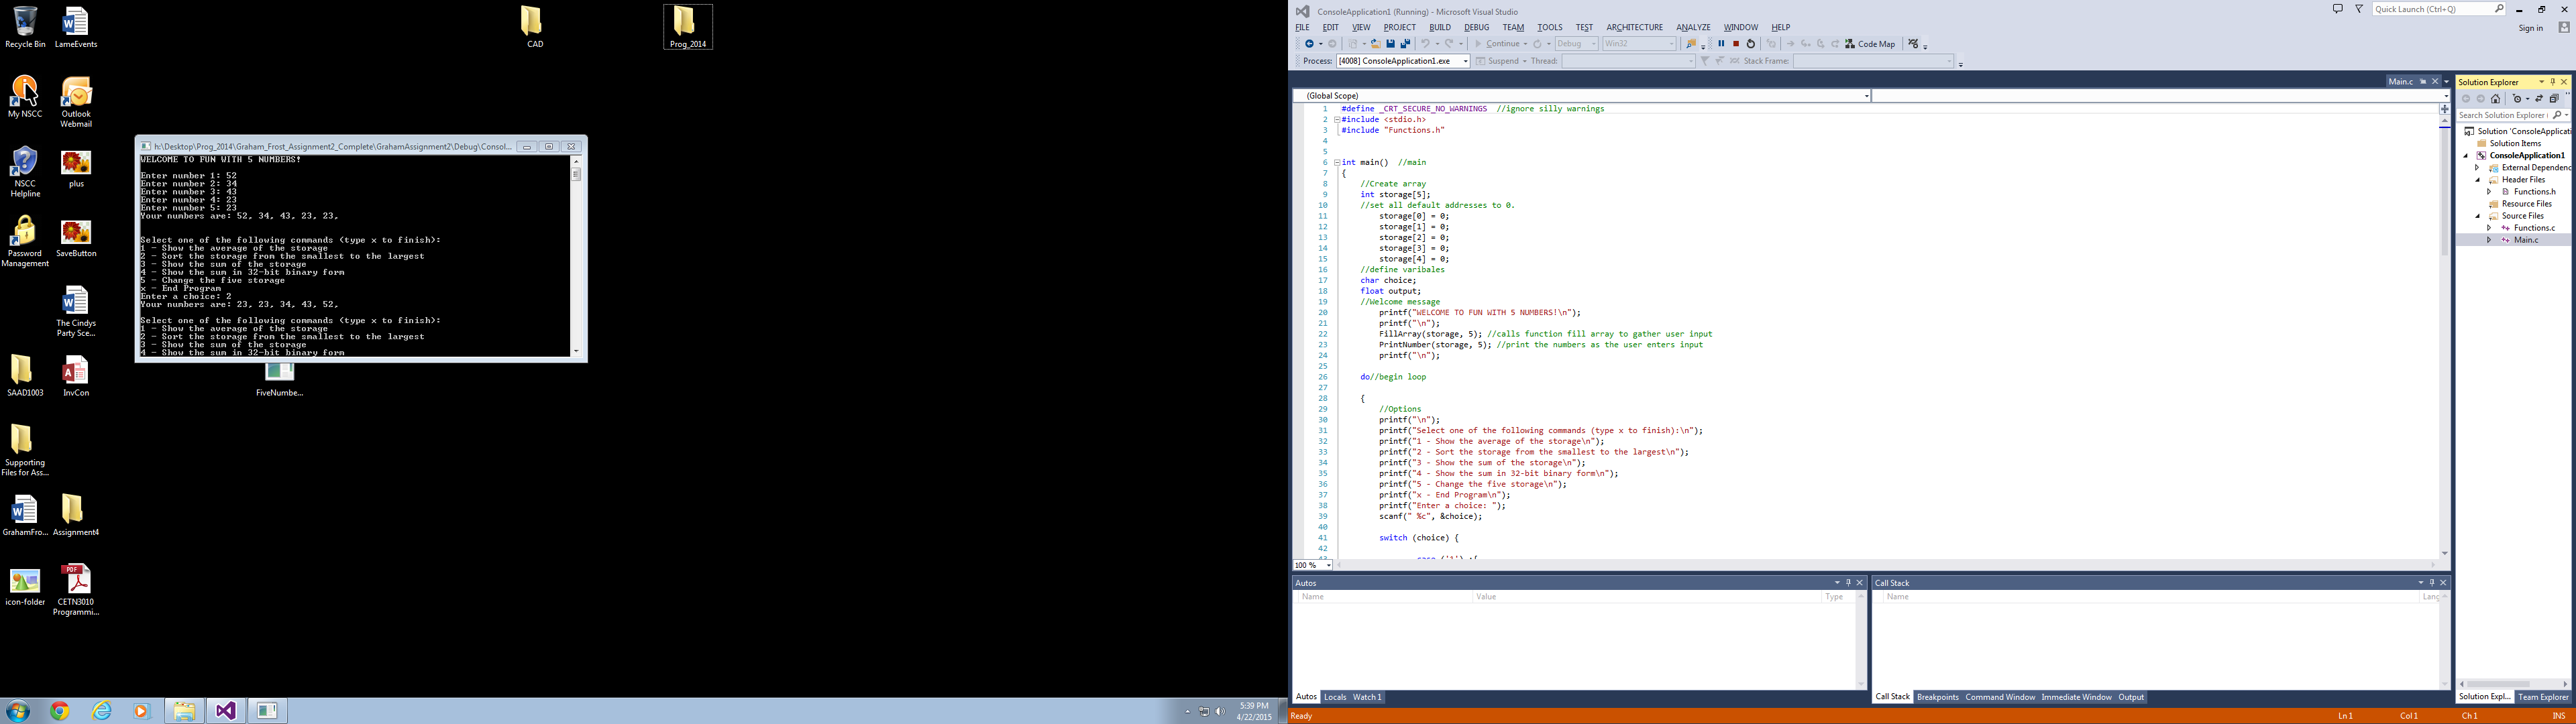 Recycle Bin
LameEvents
CAD
Prog_2014
My NSCC
Outlook
Webmail
NSCC
Helpline
plus
Password
Management
SaveButton
The Cindys
Party Sce...
SAAD1003
InvCon
FiveNumbe...
Supporting
Files for Ass...
GrahamFro...
Assignment4
icon-folder
CETN3010
Programmi...
h:\Desktop\Prog_2014\Graham_Frost_Assignment2_Complete\GrahamAssignment2\Debug\Consol...
WELCOME TO FUN WITH 5 NUMBERS!
Enter number 1: 52
Enter number 2: 34
Enter number 3: 43
Enter number 4: 23
Enter number 5: 23
Your numbers are: 52, 34, 43, 23, 23,
Select one of the following commands (type x to finish):
1 - Show the average of the storage
2 - Sort the storage from the smallest to the largest
3 - Show the sum of the storage
4 - Show the sum in 32-bit binary form
5 - Change the five storage
x - End Program
Enter a choice: 2
Your numbers are: 23, 23, 34, 43, 52,
Select one of the following commands (type x to finish):
1 - Show the average of the storage
2 - Sort the storage from the smallest to the largest
3 - Show the sum of the storage
4 - Show the sum in 32-bit binary form
5:39 PM
4/22/2015
ConsoleApplication1 (Running) - Microsoft Visual Studio
Quick Launch (Ctrl+Q)
FILE EDIT VIEW PROJECT BUILD DEBUG TEAM TOOLS TEST ARCHITECTURE ANALYZE WINDOW HELP
Sign in
Continue Debug Win32 Code Map
Process: [4008] ConsoleApplication1.exe Suspend Thread: Stack Frame:
Main.c
(Global Scope)
1 #define _CRT_SECURE_NO_WARNINGS //ignore silly warnings
2 #include <stdio.h>
3 #include "Functions.h"
4
5
6 int main() //main
7 {
8 //Create array
9 int storage[5];
10 //set all default addresses to 0.
11 storage[0] = 0;
12 storage[1] = 0;
13 storage[2] = 0;
14 storage[3] = 0;
15 storage[4] = 0;
16 //define varibales
17 char choice;
18 float output;
19 //Welcome message
20 printf("WELCOME TO FUN WITH 5 NUMBERS!\n");
21 printf("\n");
22 FillArray(storage, 5); //calls function fill array to gather user input
23 PrintNumber(storage, 5); //print the numbers as the user enters input
24 printf("\n");
25
26 do//begin loop
27
28 {
29 //Options
30 printf("\n");
31 printf("Select one of the following commands (type x to finish):\n");
32 printf("1 - Show the average of the storage\n");
33 printf("2 - Sort the storage from the smallest to the largest\n");
34 printf("3 - Show the sum of the storage\n");
35 printf("4 - Show the sum in 32-bit binary form\n");
36 printf("5 - Change the five storage\n");
37 printf("x - End Program\n");
38 printf("Enter a choice: ");
39 scanf(" %c", &choice);
40
41 switch (choice) {
42
43 case ('1') :{
100 %
Solution Explorer
Search Solution Explorer (
Solution 'ConsoleApplicati
Solution Items
ConsoleApplication1
External Dependenc
Header Files
Functions.h
Resource Files
Source Files
Functions.c
Main.c
Autos
Name Value Type
Autos Locals Watch 1
Call Stack
Name Lang
Call Stack Breakpoints Command Window Immediate Window Output
Solution Expl... Team Explorer
Ready
Ln 1 Col 1 Ch 1 INS